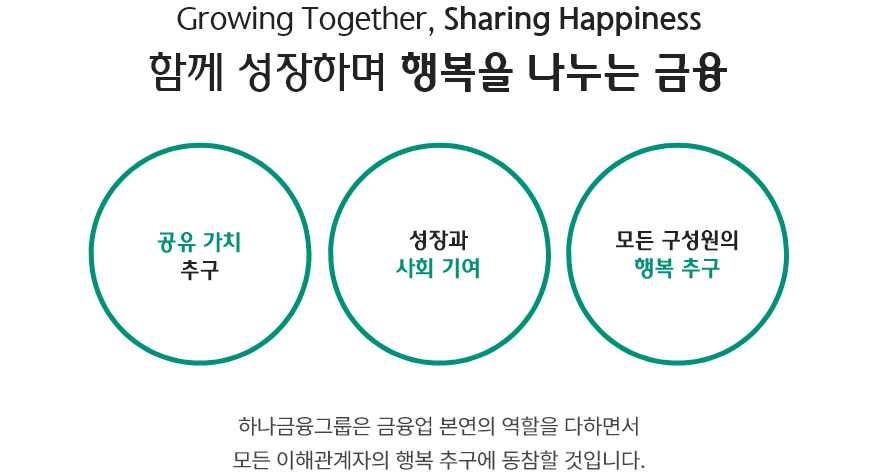 Growing Together, Sharing Happiness
함께 성장하며 행복을 나누는 금융
공유 가치
추구
성장과
사회 기여
모든 구성원의
행복 추구
하나금융그룹은 금융업 본연의 역할을 다하면서
모든 이해관계자의 행복 추구에 동참할 것입니다.